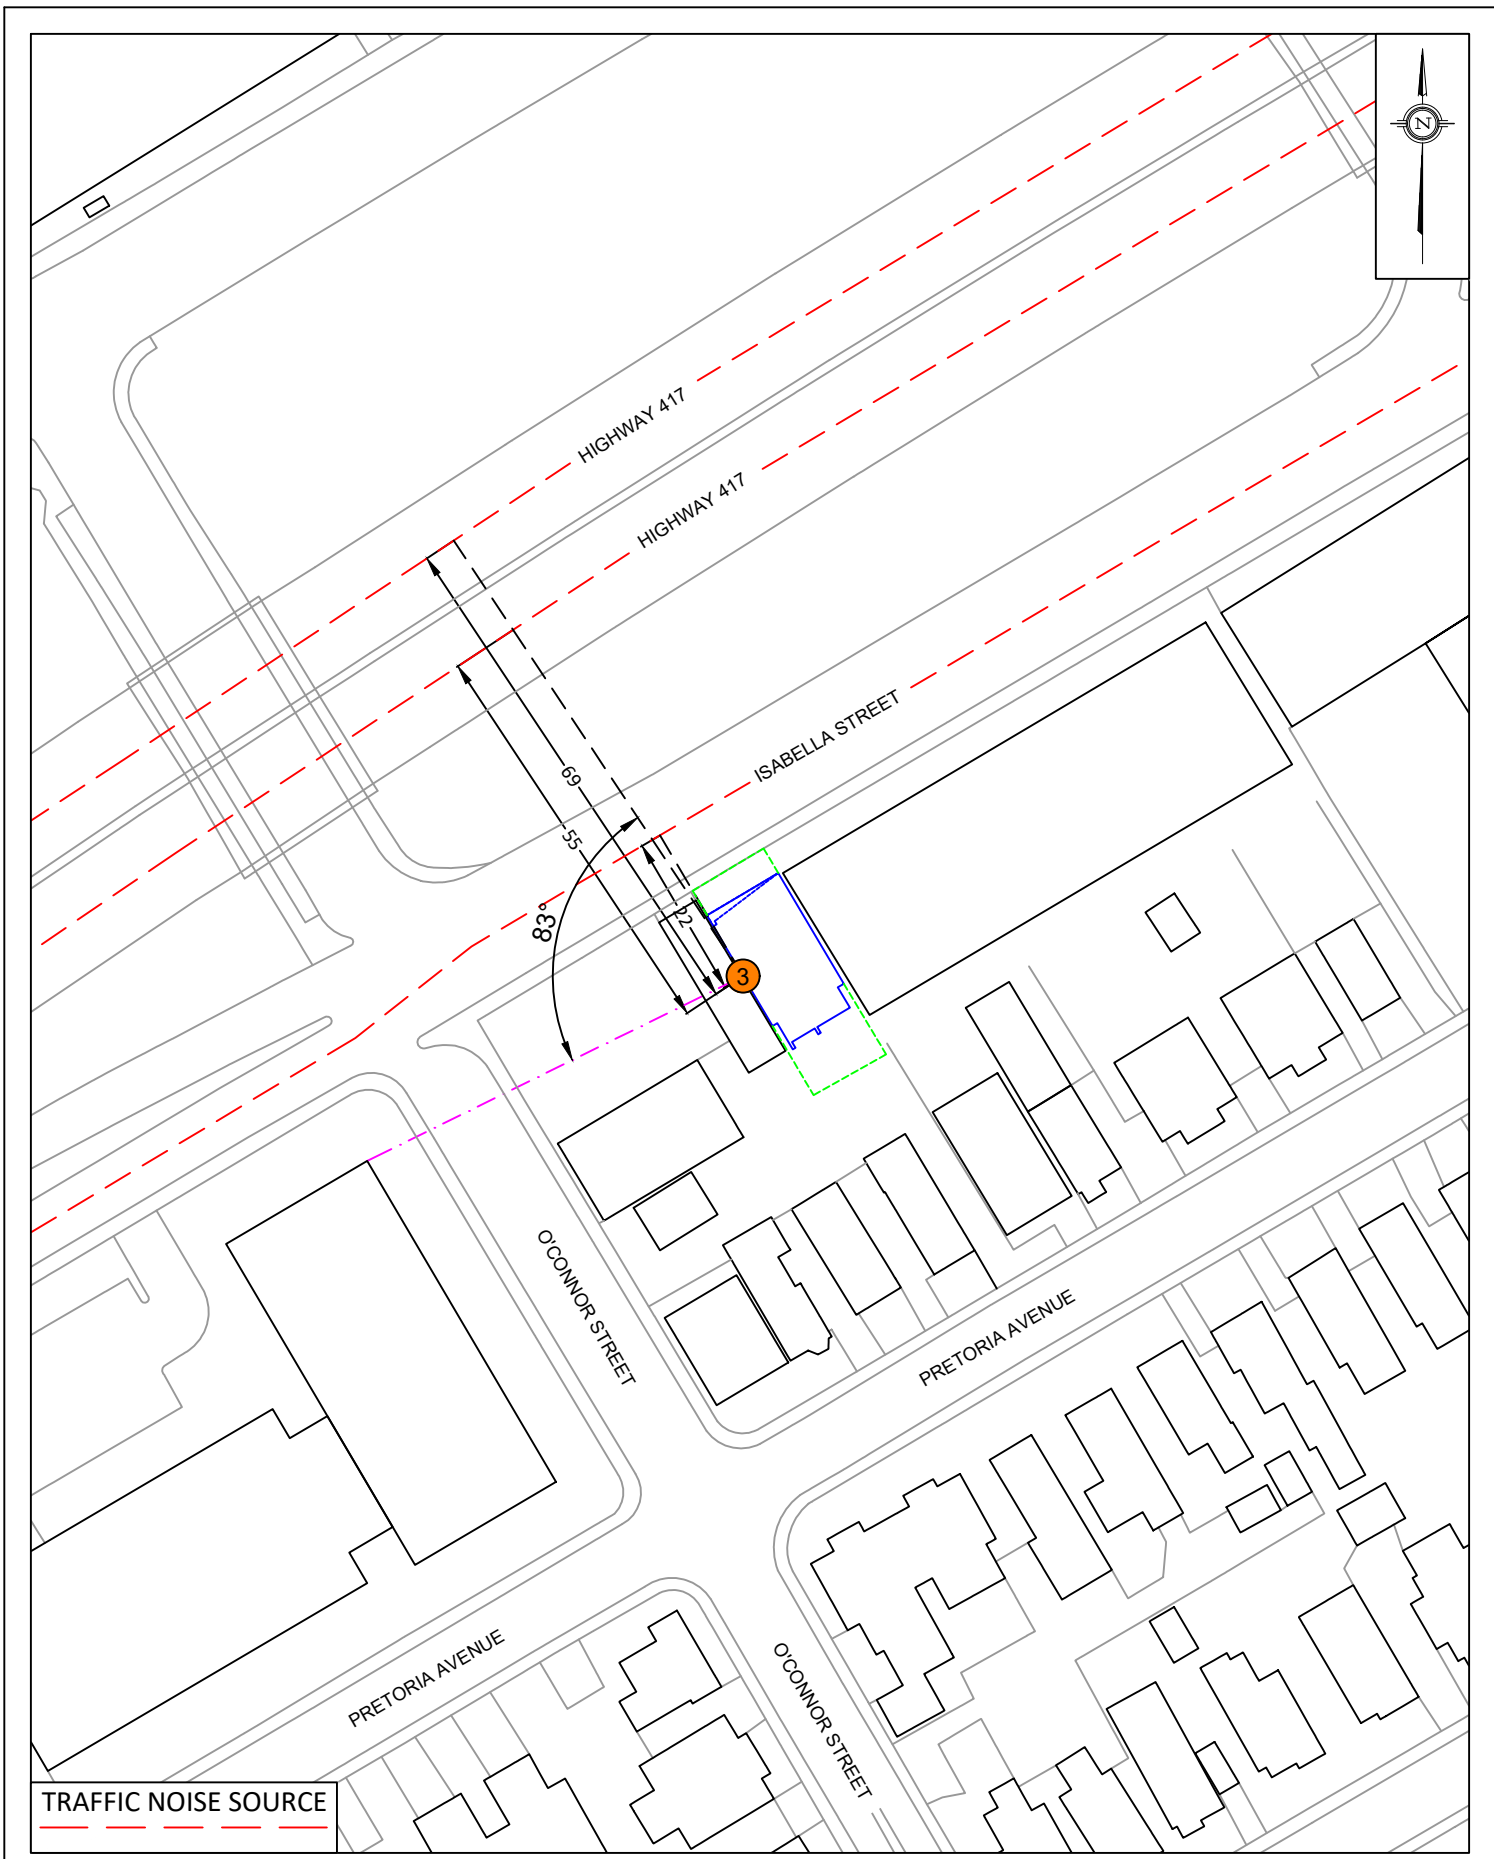 N
HIGHWAY 417
HIGHWAY 417
ISABELLA STREET
69
55
22
83°
3
O'CONNOR STREET
PRETORIA AVENUE
PRETORIA AVENUE
O'CONNOR STREET
TRAFFIC NOISE SOURCE